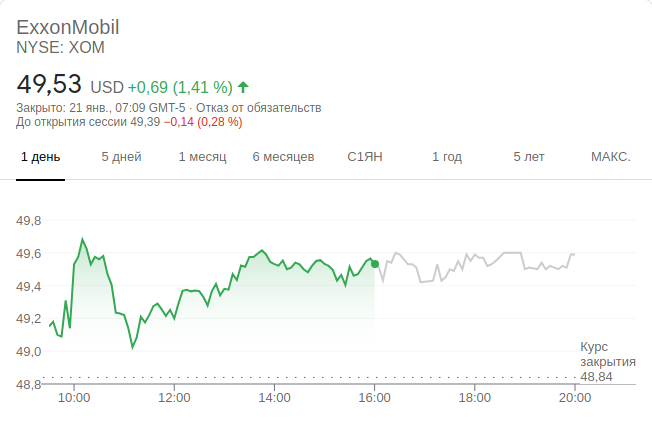 ExxonMobil
NYSE: XOM
49,53 USD +0,69 (1,41 %)
Закрыто: 21 янв., 07:09 GMT-5 · Отказ от обязательств
До открытия сессии 49,39 −0,14 (0,28 %)
1 день 5 дней 1 месяц 6 месяцев С1ЯН 1 год 5 лет МАКС.
49,8
49,6
49,4
49,2
49,0
Курс
закрытия
48,84
48,8
10:00 12:00 14:00 16:00 18:00 20:00